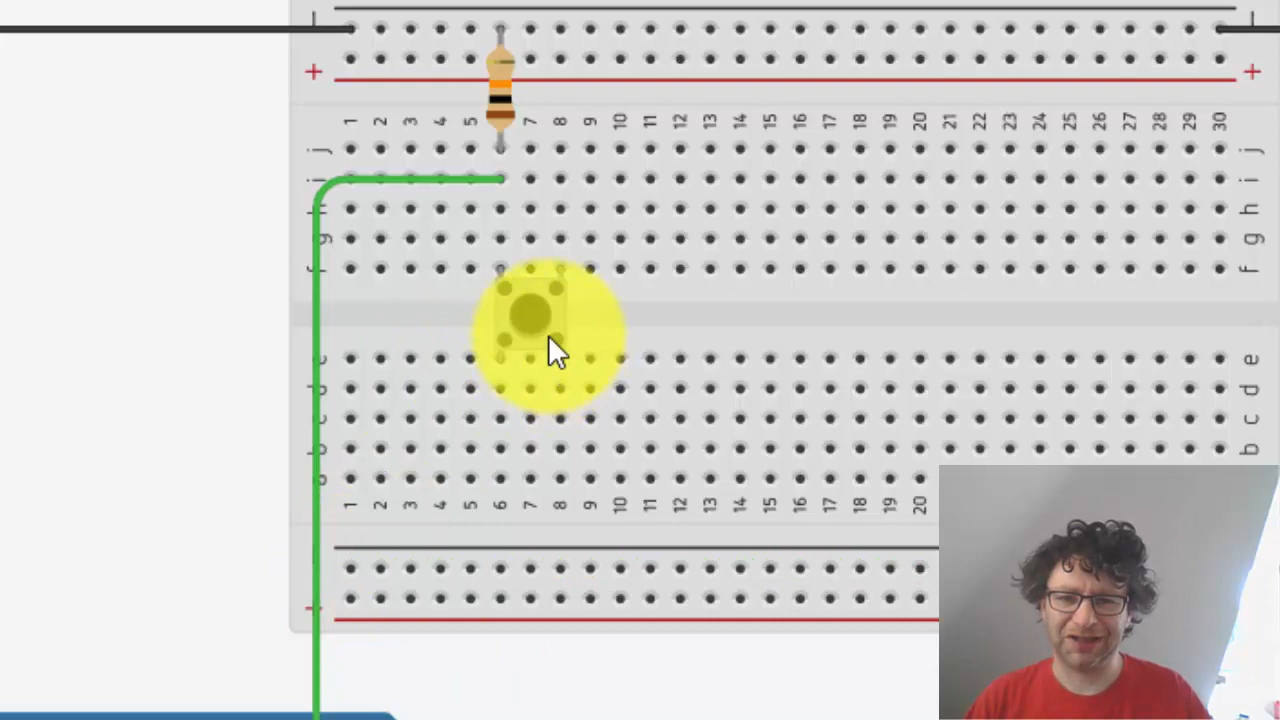 + +
1 2 3 4 5 7 8 9 10 11 12 13 14 15 16 17 18 19 20 21 22 23 24 25 26 27 28 29 30
j j
i i
h h
g g
f f
e e
d d
c c
b b
a
1 2 3 4 5 6 7 8 9 10 11 12 13 14 15 16 17 18 19 20
+